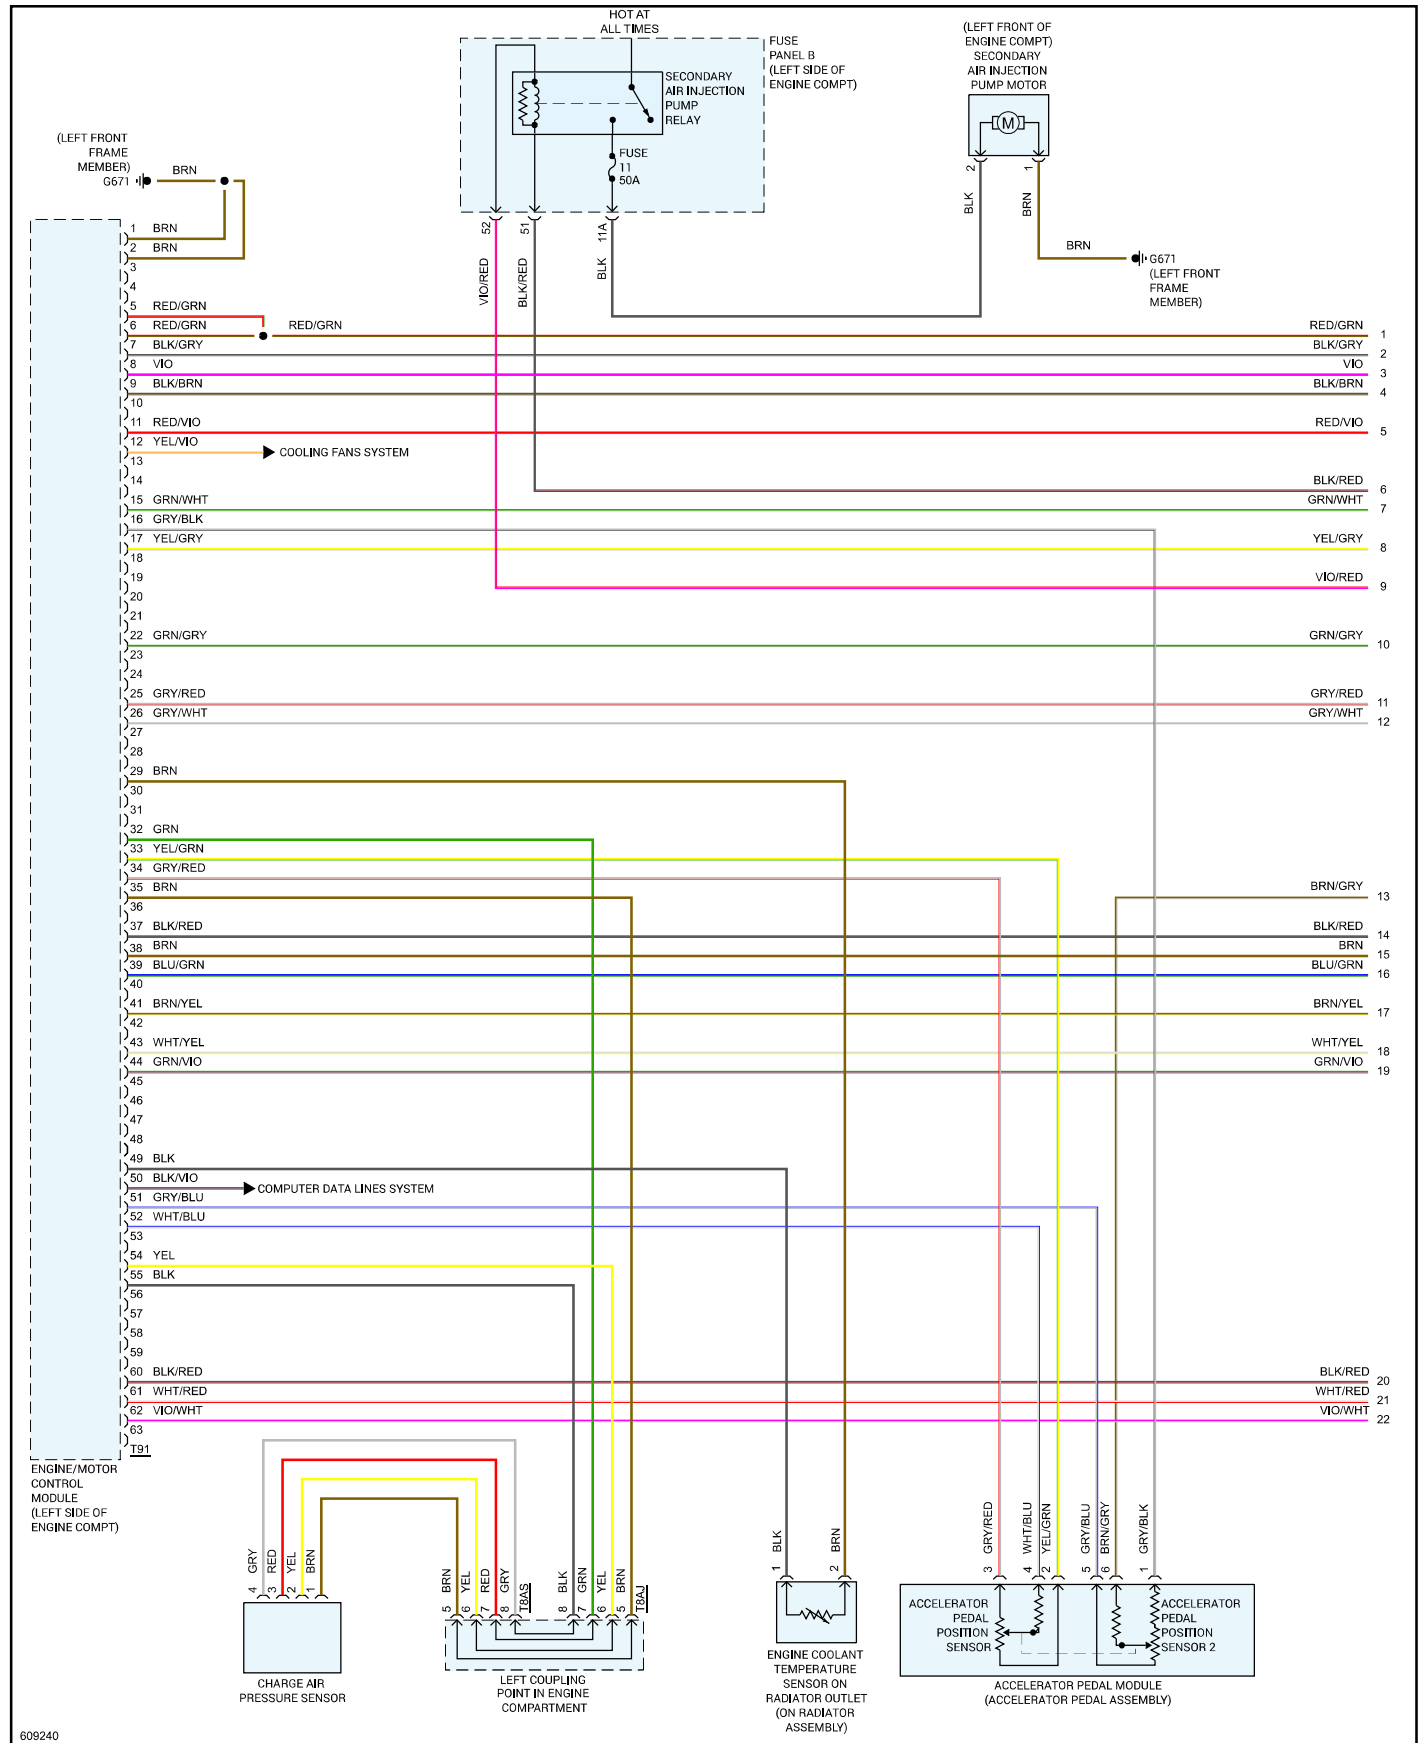 HOT AT
ALL TIMES
FUSE
PANEL B
(LEFT SIDE OF
ENGINE COMPT)
SECONDARY
AIR INJECTION
PUMP
RELAY
FUSE
11
50A
52
51
11A
VIO/RED
BLK/RED
BLK
(LEFT FRONT OF
ENGINE COMPT)
SECONDARY
AIR INJECTION
PUMP MOTOR
M
2
1
BLK
BRN
BRN
G671
(LEFT FRONT
FRAME
MEMBER)
(LEFT FRONT
FRAME
MEMBER)
G671
BRN
1 BRN
2 BRN
3
4
5 RED/GRN
6 RED/GRN RED/GRN RED/GRN 1
7 BLK/GRY BLK/GRY 2
8 VIO VIO 3
9 BLK/BRN BLK/BRN 4
10
11 RED/VIO RED/VIO 5
12 YEL/VIO
COOLING FANS SYSTEM
13
14
BLK/RED 6
15 GRN/WHT GRN/WHT 7
16 GRY/BLK
17 YEL/GRY YEL/GRY 8
18
19
VIO/RED 9
20
21
22 GRN/GRY GRN/GRY 10
23
24
25 GRY/RED GRY/RED 11
26 GRY/WHT GRY/WHT 12
27
28
29 BRN
30
31
32 GRN
33 YEL/GRN
34 GRY/RED
35 BRN BRN/GRY 13
36
37 BLK/RED BLK/RED 14
38 BRN BRN 15
39 BLU/GRN BLU/GRN 16
40
41 BRN/YEL BRN/YEL 17
42
43 WHT/YEL WHT/YEL 18
44 GRN/VIO GRN/VIO 19
45
46
47
48
49 BLK
50 BLK/VIO
COMPUTER DATA LINES SYSTEM
51 GRY/BLU
52 WHT/BLU
53
54 YEL
55 BLK
56
57
58
59
60 BLK/RED BLK/RED 20
61 WHT/RED WHT/RED 21
62 VIO/WHT VIO/WHT 22
63
T91
ENGINE/MOTOR
CONTROL
MODULE
(LEFT SIDE OF
ENGINE COMPT)
4 GRY
3 RED
2 YEL
1 BRN
CHARGE AIR
PRESSURE SENSOR
5 BRN
6 YEL
7 RED
8 GRY
T8AS
8 BLK
7 GRN
6 YEL
5 BRN
T8AJ
LEFT COUPLING
POINT IN ENGINE
COMPARTMENT
1 BLK
2 BRN
ENGINE COOLANT
TEMPERATURE
SENSOR ON
RADIATOR OUTLET
(ON RADIATOR
ASSEMBLY)
3 GRY/RED
4 WHT/BLU
2 YEL/GRN
5 GRY/BLU
6 BRN/GRY
1 GRY/BLK
ACCELERATOR
PEDAL
POSITION
SENSOR
ACCELERATOR
PEDAL
POSITION
SENSOR 2
ACCELERATOR PEDAL MODULE
(ACCELERATOR PEDAL ASSEMBLY)
609240